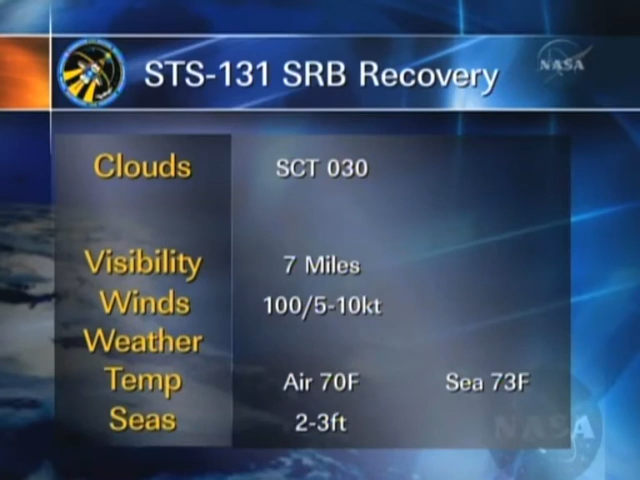 STS-131 SRB Recovery
NASA
Clouds SCT 030
Visibility 7 Miles
Winds 100/5-10kt
Weather
Temp Air 70F Sea 73F
Seas 2-3ft
NASA